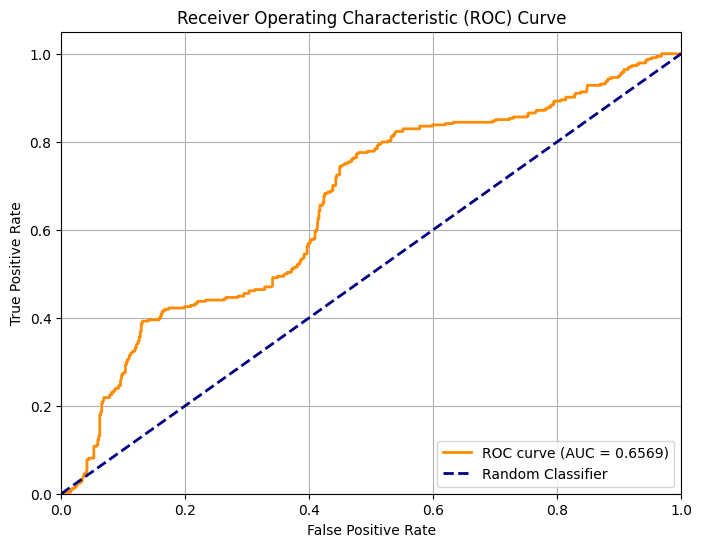 Receiver Operating Characteristic (ROC) Curve
True Positive Rate
1.0
0.8
0.6
0.4
0.2
0.0
0.0 0.2 0.4 0.6 0.8 1.0
False Positive Rate
ROC curve (AUC = 0.6569)
Random Classifier